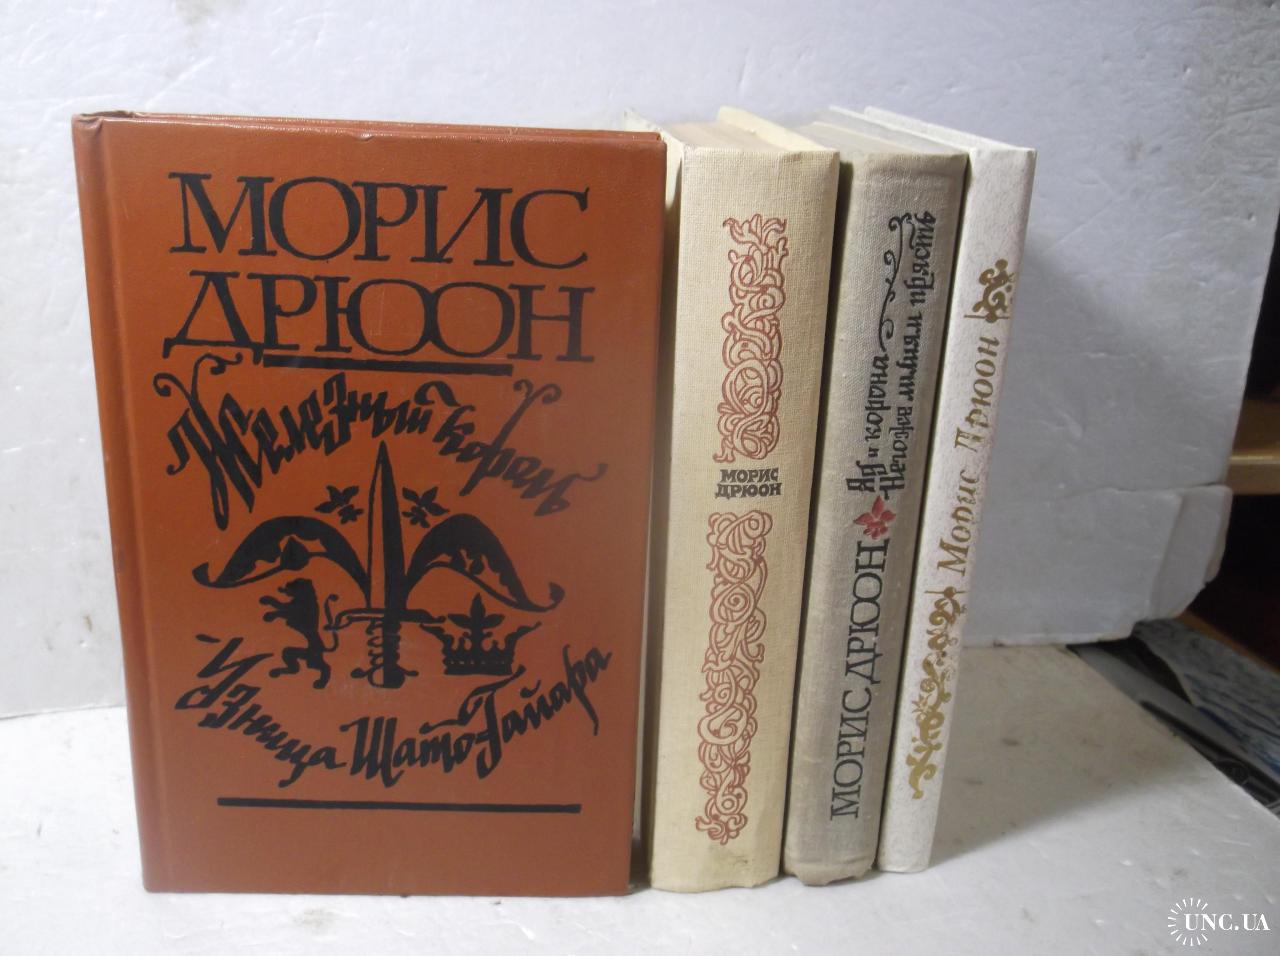 МОРИС
ДРЮОН
Железный король
Узница Шато-Гайара
МОРИС
ДРЮОН
МОРИС ДРЮОН
Яд и корона
Негоже лилиям прясти
Морис Дрюон
UNC.UA